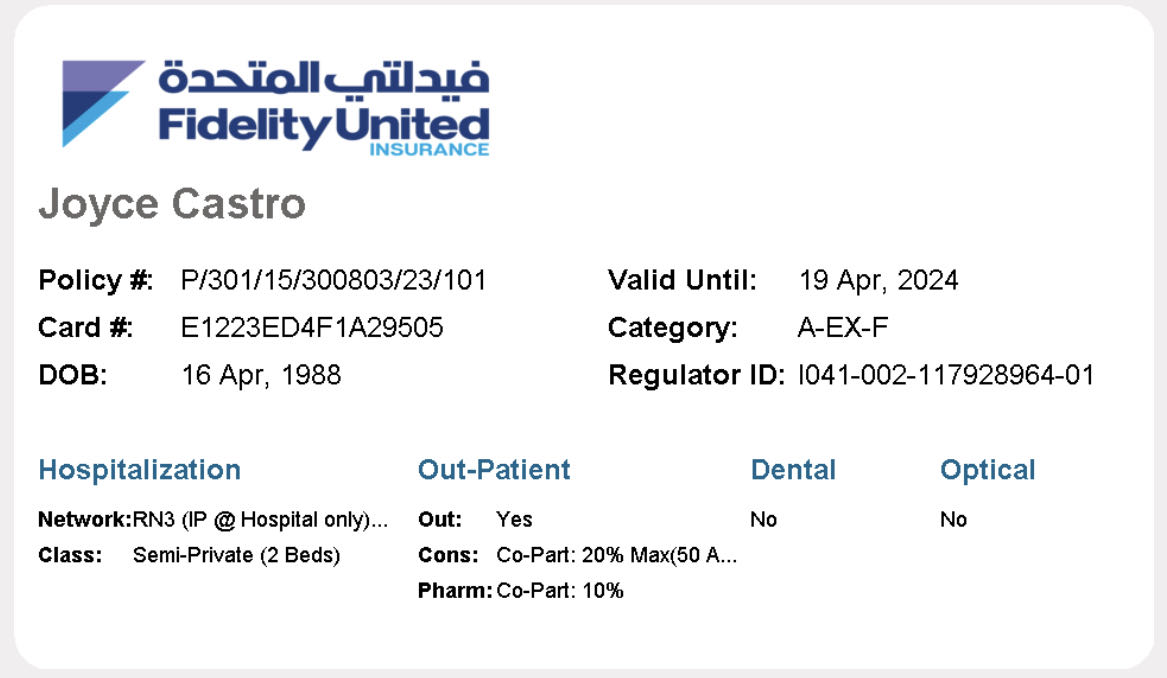 فيدلتي المتحدة
Fidelity United
INSURANCE
Joyce Castro
Policy #: P/301/15/300803/23/101 Valid Until: 19 Apr, 2024
Card #: E1223ED4F1A29505 Category: A-EX-F
DOB: 16 Apr, 1988 Regulator ID: I041-002-117928964-01
Hospitalization Out-Patient Dental Optical
Network:RN3 (IP @ Hospital only)... Out: Yes No No
Class: Semi-Private (2 Beds) Cons: Co-Part: 20% Max(50 A...
Pharm: Co-Part: 10%